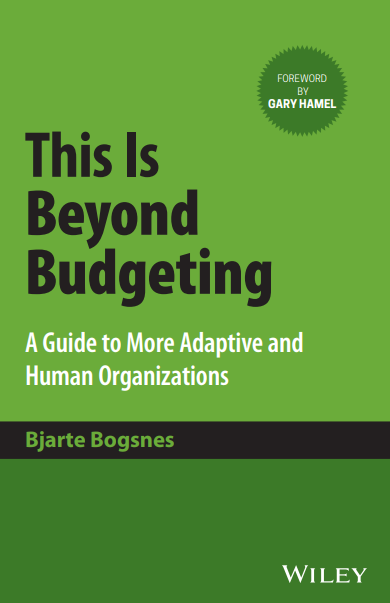 FOREWORD
BY
GARY HAMEL
This Is
Beyond
Budgeting
A Guide to More Adaptive and
Human Organizations
Bjarte Bogsnes
WILEY